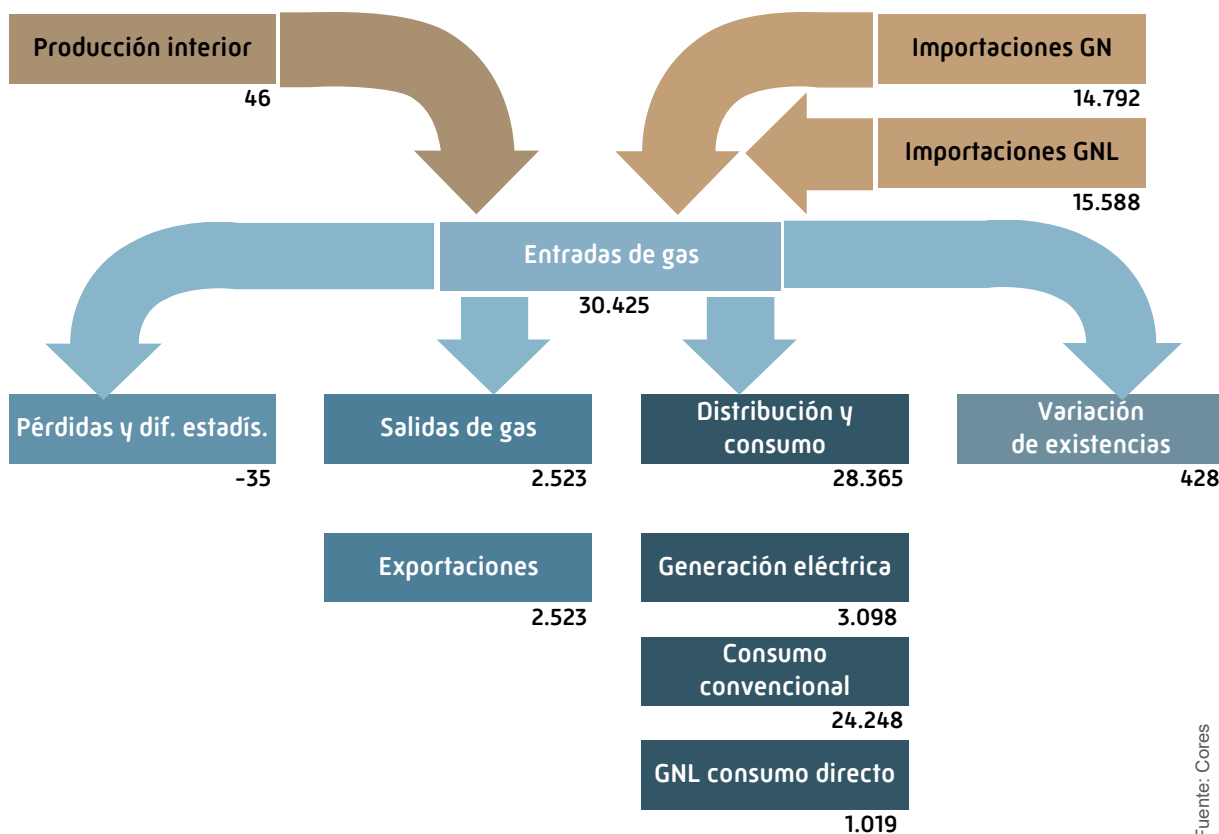 Producción interior
46
Importaciones GN
14.792
Importaciones GNL
15.588
Entradas de gas
30.425
Pérdidas y dif. estadís.
-35
Salidas de gas
2.523
Distribución y
consumo
28.365
Variación
de existencias
428
Exportaciones
2.523
Generación eléctrica
3.098
Consumo
convencional
24.248
GNL consumo directo
1.019
Fuente: Cores